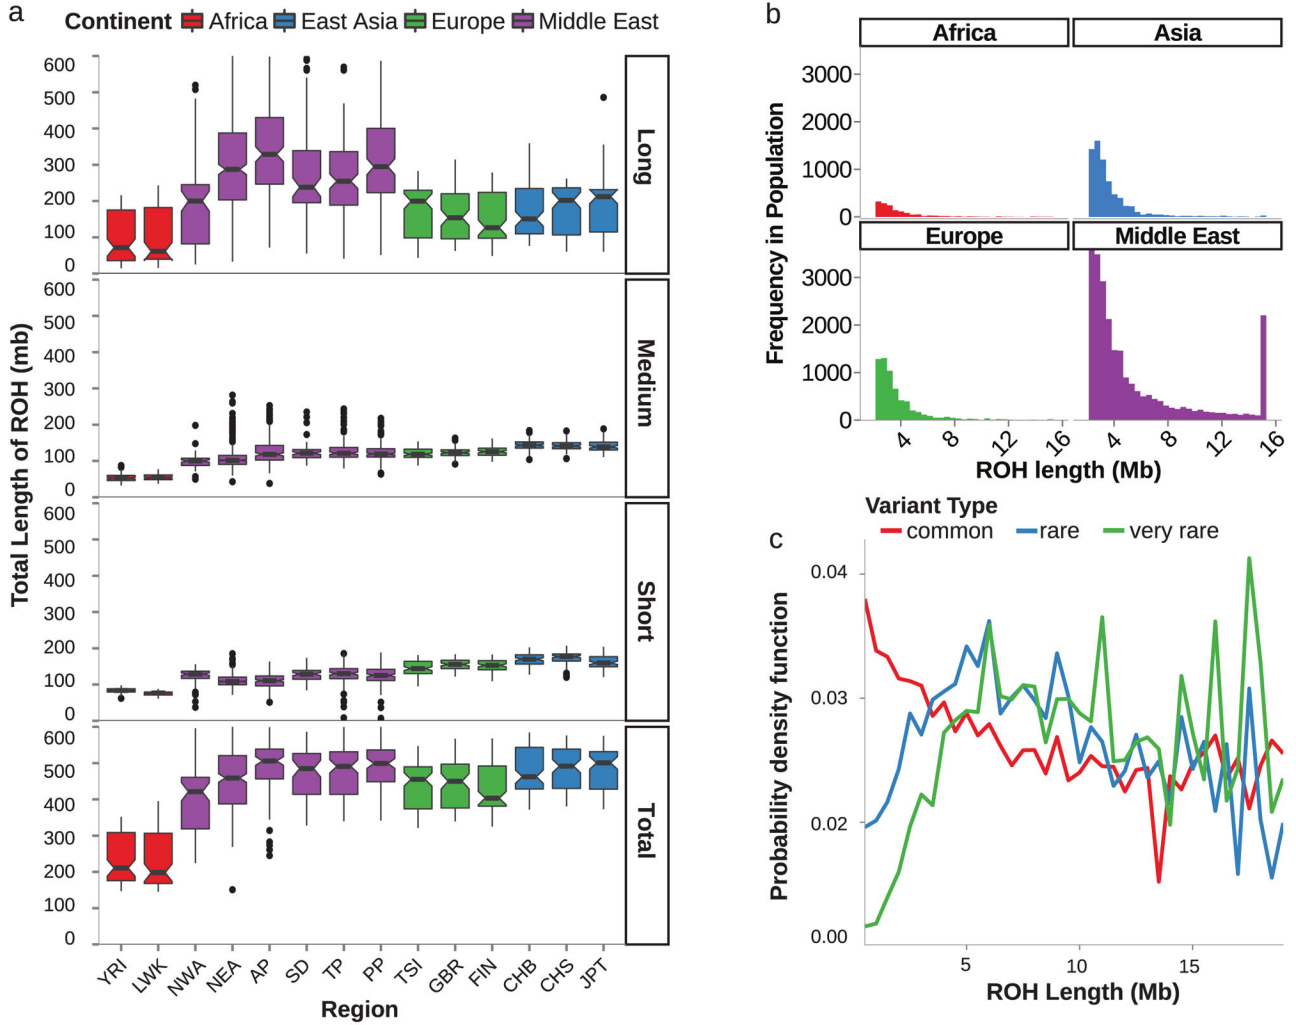 a
Continent Africa East Asia Europe Middle East
Total Length of ROH (mb)
600
500
400
300
200
100
0
Long
600
500
400
300
200
100
0
Medium
600
500
400
300
200
100
0
Short
600
500
400
300
200
100
0
Total
YRI LWK NWA NEA AP SD TP PP TSI GBR FIN CHB CHS JPT
Region
b
Africa Asia
Frequency in Population
3000
2000
1000
0
Europe Middle East
3000
2000
1000
0
4 8 12 16 4 8 12 16
ROH length (Mb)
c
Variant Type
common rare very rare
Probability density function
0.04
0.03
0.02
0.00
5 10 15
ROH Length (Mb)